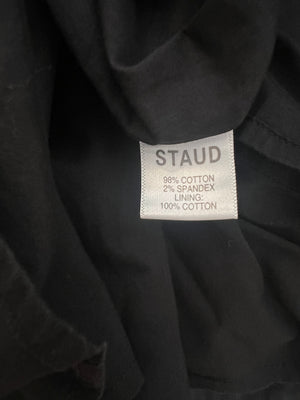 STAUD
98% COTTON
2% SPANDEX
LINING:
100% COTTON